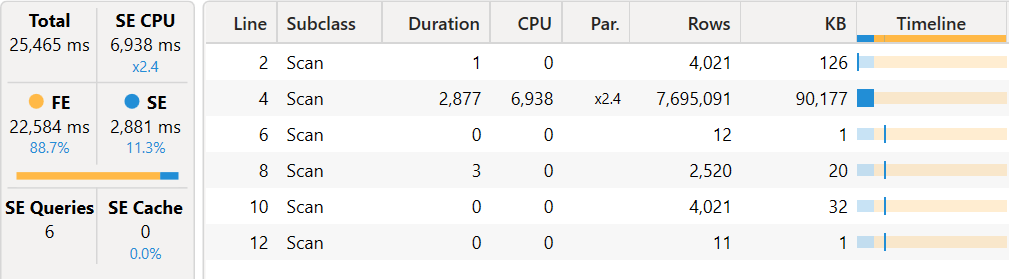 Total SE CPU
25,465 ms 6,938 ms
x2.4
FE SE
22,584 ms 2,881 ms
88.7% 11.3%
SE Queries SE Cache
6 0
0.0%
Line Subclass Duration CPU Par. Rows KB Timeline
2 Scan 1 0 4,021 126
4 Scan 2,877 6,938 x2.4 7,695,091 90,177
6 Scan 0 0 12 1
8 Scan 3 0 2,520 20
10 Scan 0 0 4,021 32
12 Scan 0 0 11 1